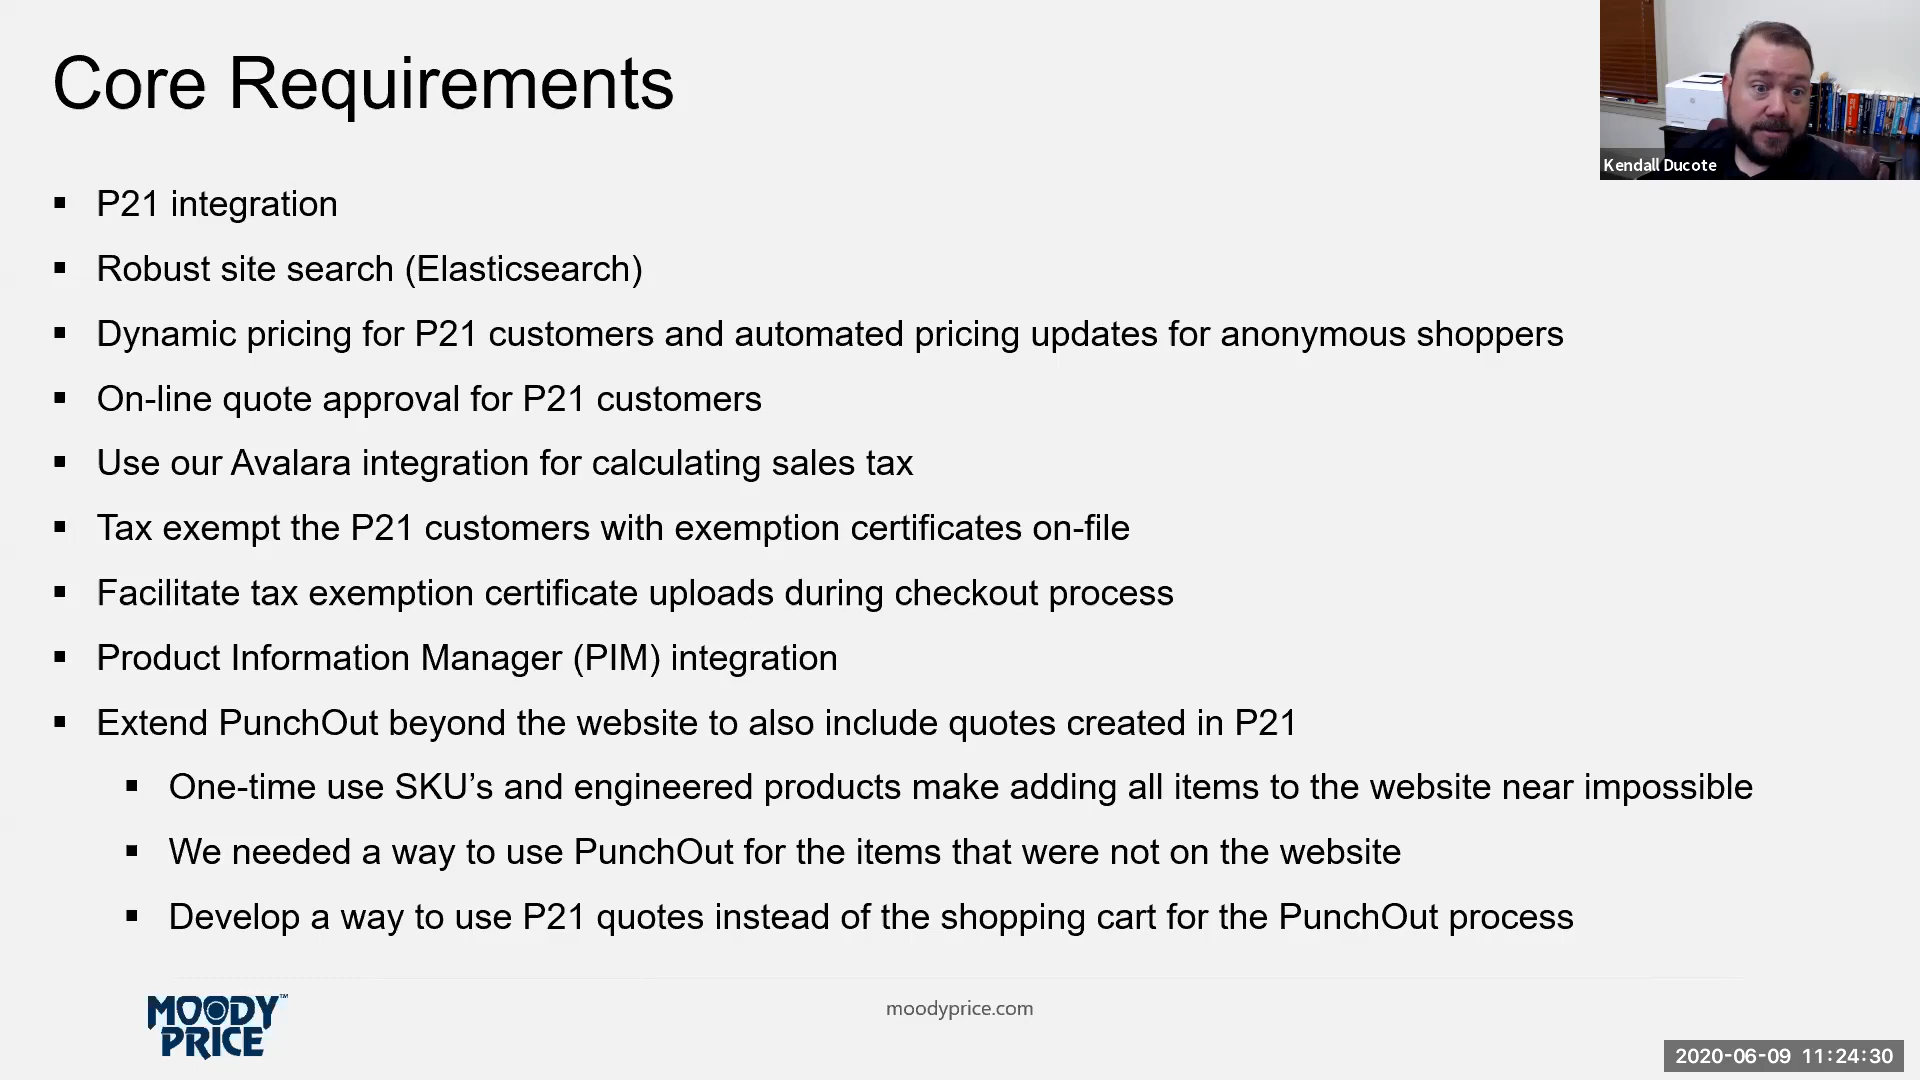 Core Requirements
Kendall Ducote
▪ P21 integration
▪ Robust site search (Elasticsearch)
▪ Dynamic pricing for P21 customers and automated pricing updates for anonymous shoppers
▪ On-line quote approval for P21 customers
▪ Use our Avalara integration for calculating sales tax
▪ Tax exempt the P21 customers with exemption certificates on-file
▪ Facilitate tax exemption certificate uploads during checkout process
▪ Product Information Manager (PIM) integration
▪ Extend PunchOut beyond the website to also include quotes created in P21
▪ One-time use SKU’s and engineered products make adding all items to the website near impossible
▪ We needed a way to use PunchOut for the items that were not on the website
▪ Develop a way to use P21 quotes instead of the shopping cart for the PunchOut process
MOODY™
PRICE
moodyprice.com
2020-06-09 11:24:30